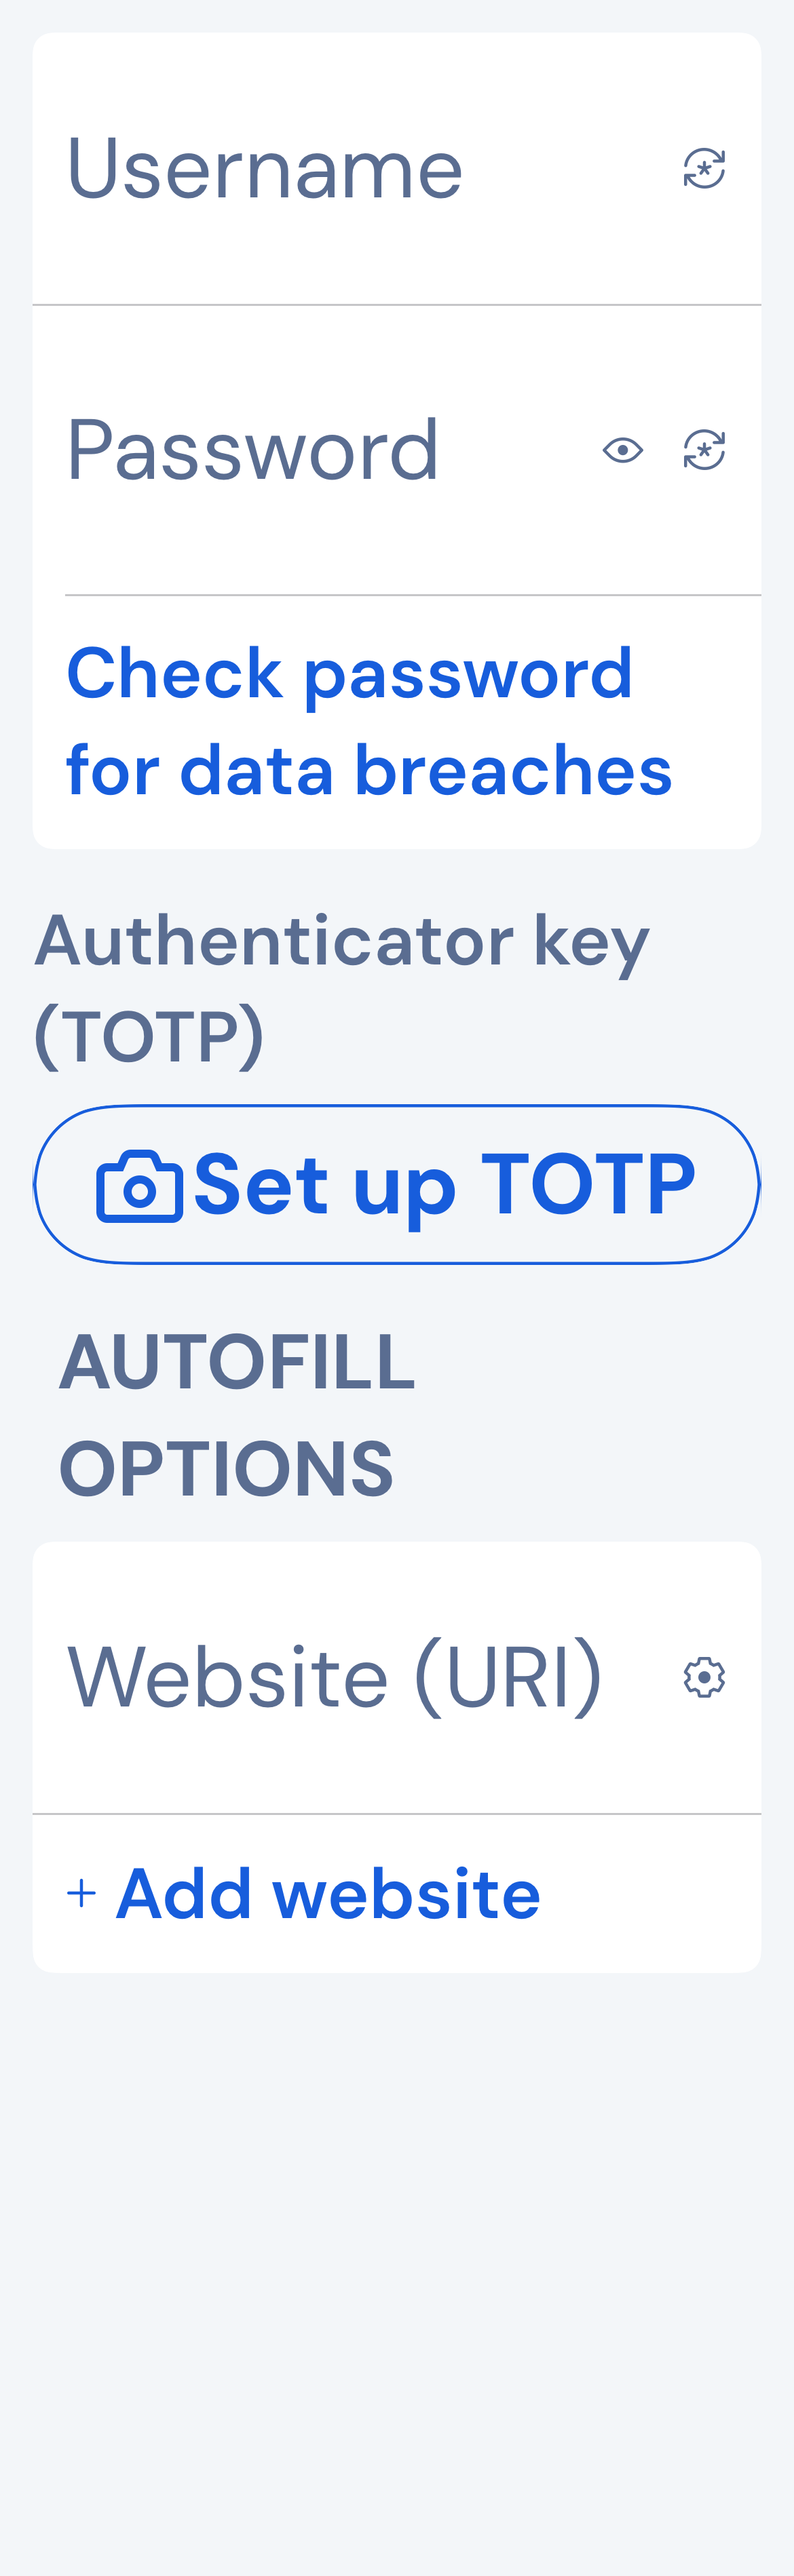 Username
Password
Check password
for data breaches
Authenticator key
(TOTP)
Set up TOTP
AUTOFILL
OPTIONS
Website (URI)
Add website